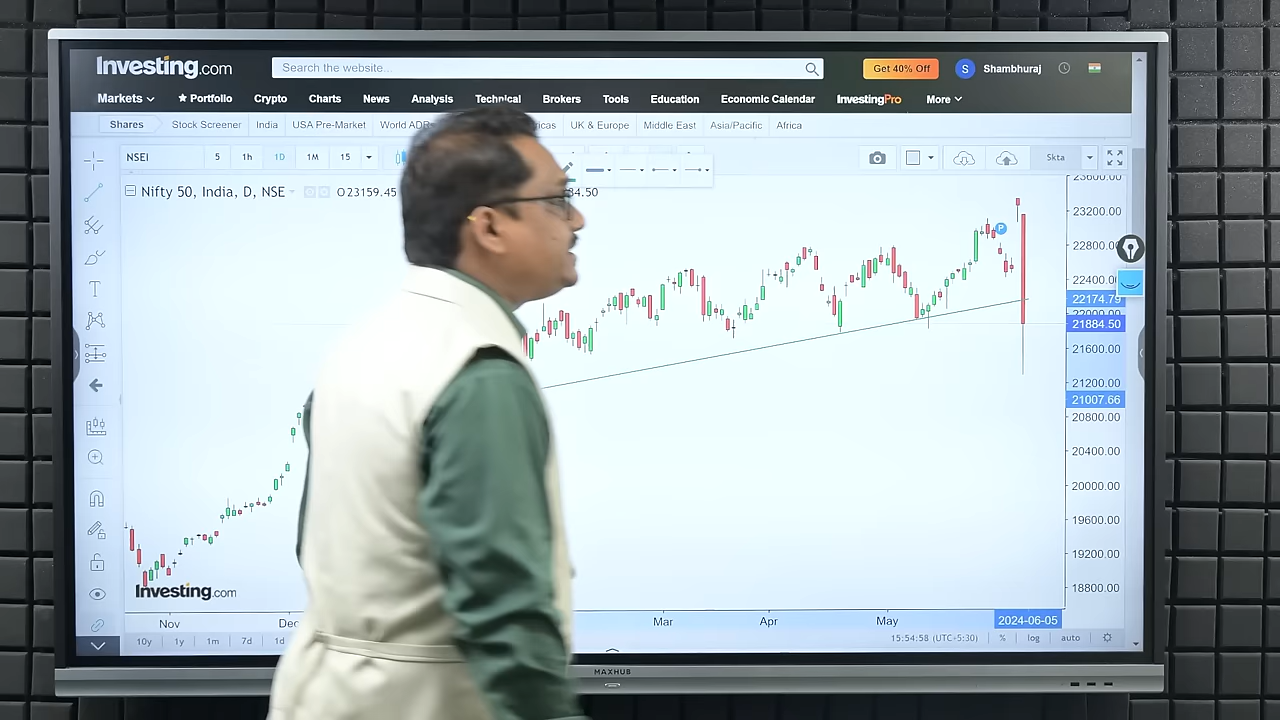 Investing.com
Search the website...
Get 40% Off
S
Shambhuraj
Markets Portfolio Crypto Charts News Analysis Technical Brokers Tools Education Economic Calendar InvestingPro More
Shares Stock Screener India USA Pre-Market World ADR UK & Europe Middle East Asia/Pacific Africa
NSEI 5 1h 1D 1M 15 5kta
Nifty 50, India, D, NSE O23159.45 84.50
23600.00
23200.00
P
22800.00
22400.00
22174.79
22000.00
21884.50
21600.00
21200.00
21007.66
20800.00
20400.00
20000.00
19600.00
19200.00
18800.00
Investing.com
Nov Dec Mar Apr May 2024-06-05
10y 1y 1m 7d 1d 15:54:58 (UTC+5:30) % log auto
MAXHUB